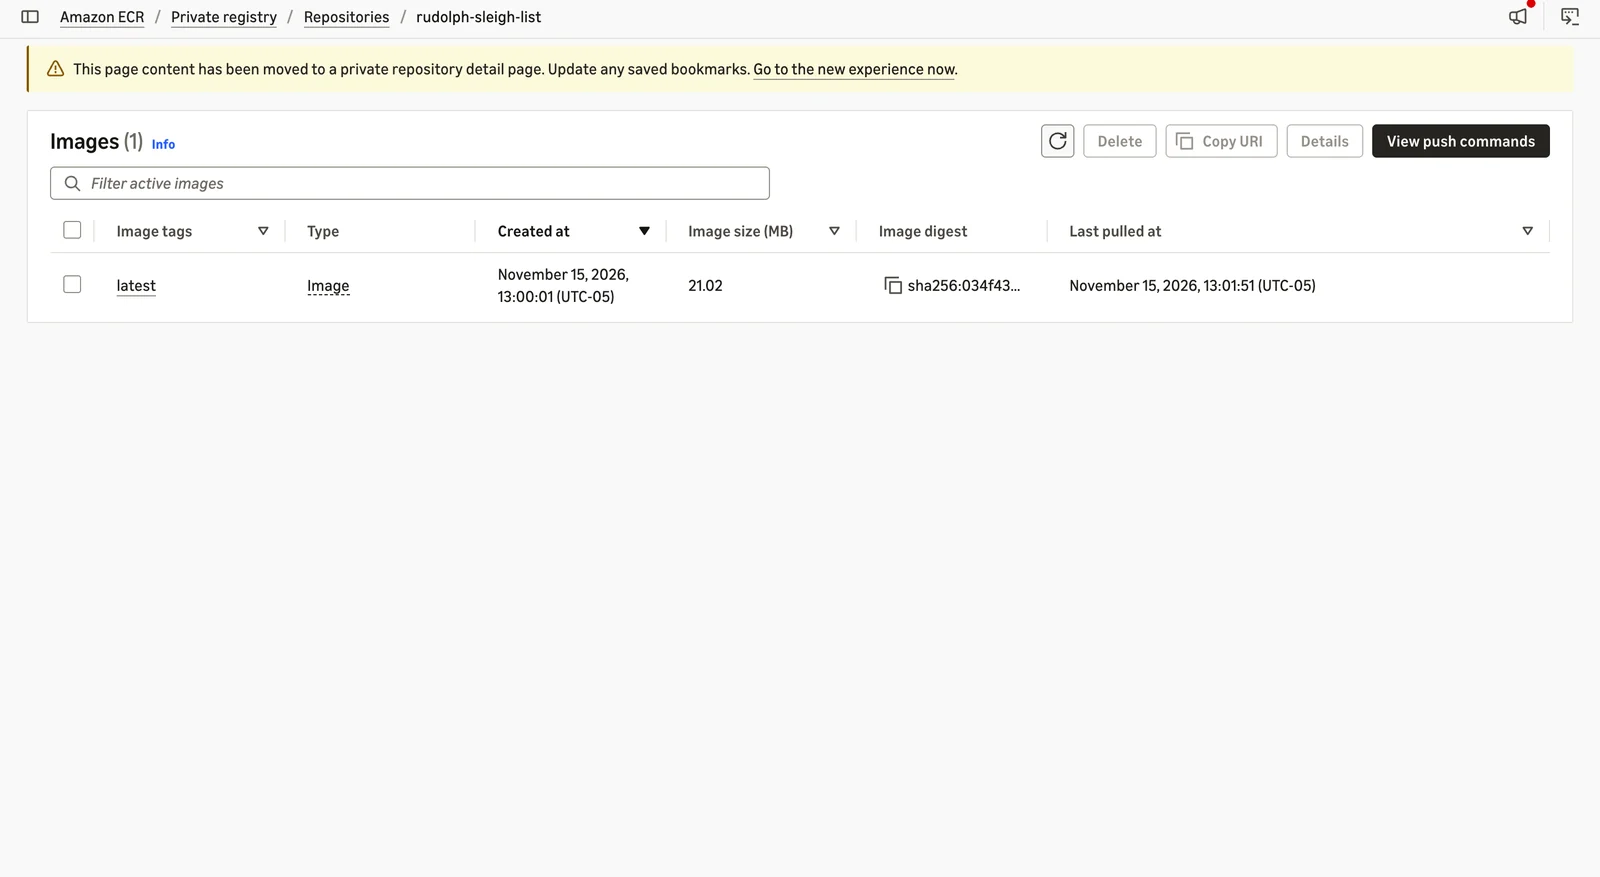 Amazon ECR / Private registry / Repositories / rudolph-sleigh-list
This page content has been moved to a private repository detail page. Update any saved bookmarks. Go to the new experience now.
Images (1) Info
Delete Copy URI Details View push commands
Filter active images
Image tags Type Created at Image size (MB) Image digest Last pulled at
latest Image November 15, 2026, 13:00:01 (UTC-05) 21.02 sha256:034f43... November 15, 2026, 13:01:51 (UTC-05)